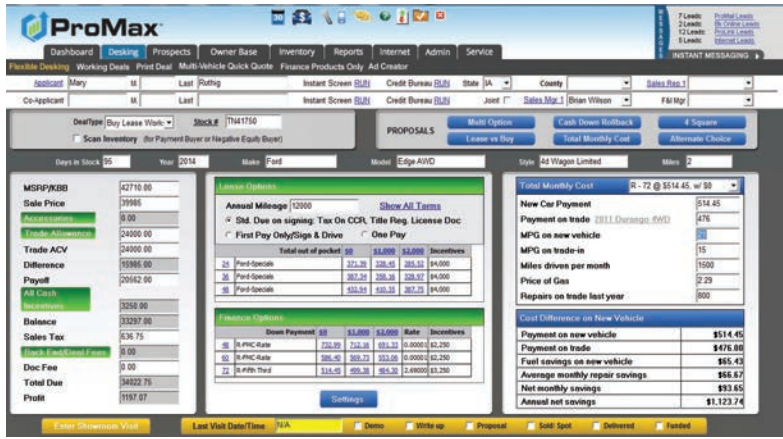 ProMax
7 Leads: ProMail Leads
2 Leads: Bk Online Leads
12 Leads: ProLink Leads
5 Leads: Internet Leads
INSTANT MESSAGING
Dashboard Desking Prospects Owner Base Inventory Reports Internet Admin Service
Flexible Desking Working Deals Print Deal Multi-Vehicle Quick Quote Finance Products Only Ad Creator
Applicant Mary M. Last Ruthig Instant Screen RUN Credit Bureau RUN State IA County Sales Rep 1
Co-Applicant M. Last Instant Screen RUN Credit Bureau RUN Joint Sales Mgr 1 Brian Wilson F&I Mgr
DealType Buy Lease Work Stock # TN41750
Scan Inventory (for Payment Buyer or Negative Equity Buyer)
PROPOSALS
Multi Option Cash Down Rollback 4 Square
Lease vs Buy Total Monthly Cost Alternate Choice
Days in Stock 95 Year 2014 Make Ford Model Edge AWD Style 4d Wagon Limited Miles 2
MSRP/KBB 42710.00
Sale Price 39985
Accessories 0.00
Trade Allowance 24000.00
Trade ACV 24000.00
Difference 15985.00
Payoff 20562.00
All Cash Incentives 3250.00
Balance 33297.00
Sales Tax 636.75
Back End/Deal Fees 0.00
Doc Fee 0.00
Total Due 34022.75
Profit 1197.07
Lease Options
Annual Mileage 12000 Show All Terms
Std. Due on signing: Tax On CCR, Title Reg. License Doc
First Pay Only/Sign & Drive One Pay
Total out of pocket $0 $1,000 $2,000 Incentives
24 Ford-Specials 371.39 328.45 285.52 $4,000
36 Ford-Specials 387.34 358.16 328.97 $4,000
48 Ford-Specials 432.94 410.35 387.75 $4,000
Finance Options
Down Payment $0 $1,000 $2,000 Rate Incentives
48 R-FMC-Rate 732.99 712.16 691.33 0.00001 $2,250
60 R-FMC-Rate 586.40 569.73 553.06 0.00001 $2,250
72 R-Fifth Third 514.45 499.38 484.30 2.69000 $3,250
Settings
Total Monthly Cost R - 72 @ $514.45, w/ $0
New Car Payment 514.45
Payment on trade 2011 Durango 4WD 476
MPG on new vehicle
MPG on trade-in 15
Miles driven per month 1500
Price of Gas 2.29
Repairs on trade last year 800
Cost Difference on New Vehicle
Payment on new vehicle $514.45
Payment on trade $476.00
Fuel savings on new vehicle $65.43
Average monthly repair savings $66.67
Net monthly savings $93.65
Annual net savings $1,123.74
Enter Showroom Visit Last Visit Date/Time N/A Demo Write up Proposal Sold/ Spot Delivered Funded